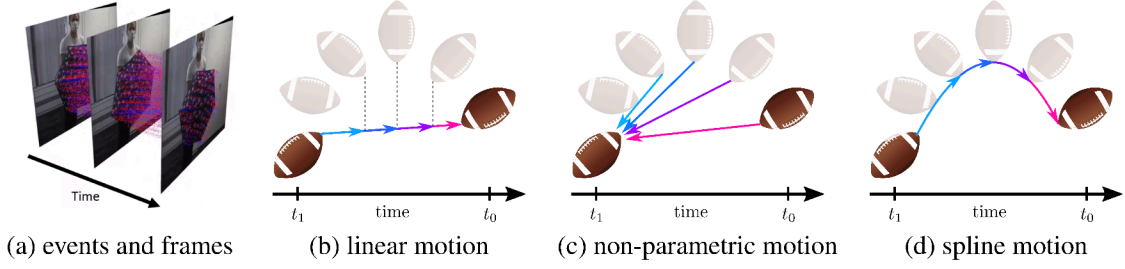 Time
t₁ time t₀
t₁ time t₀
t₁ time t₀
(a) events and frames (b) linear motion (c) non-parametric motion (d) spline motion